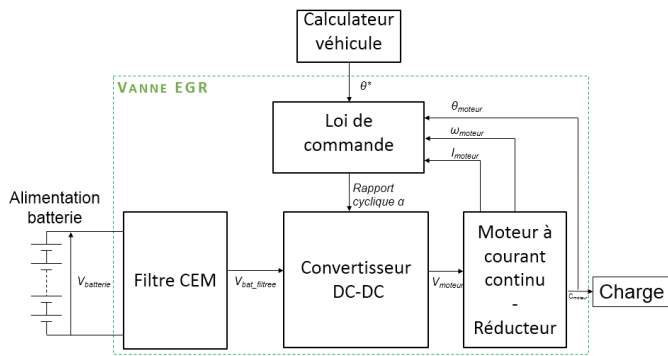 Calculateur
véhicule
θ*
VANNE EGR
Loi de
commande
θmoteur
ωmoteur
Imoteur
Rapport
cyclique α
Alimentation
batterie
Vbatterie
Filtre CEM
Vbat_filtree
Convertisseur
DC-DC
Vmoteur
Moteur à
courant
continu
-
Réducteur
Cmoteur
Charge